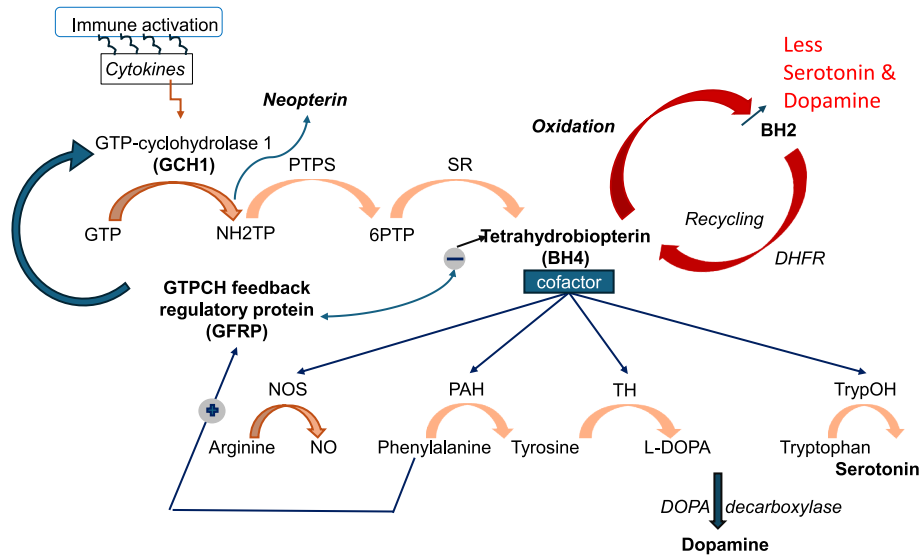 Immune activation
Cytokines
Less
Serotonin &
Dopamine
Neopterin
Oxidation
BH2
GTP-cyclohydrolase 1
(GCH1)
PTPS
SR
Recycling
DHFR
GTP
NH2TP
6PTP
Tetrahydrobiopterin
(BH4)
−
cofactor
GTPCH feedback
regulatory protein
(GFRP)
+
NOS
PAH
TH
TrypOH
Arginine
NO
Phenylalanine
Tyrosine
L-DOPA
Tryptophan
Serotonin
DOPA decarboxylase
Dopamine